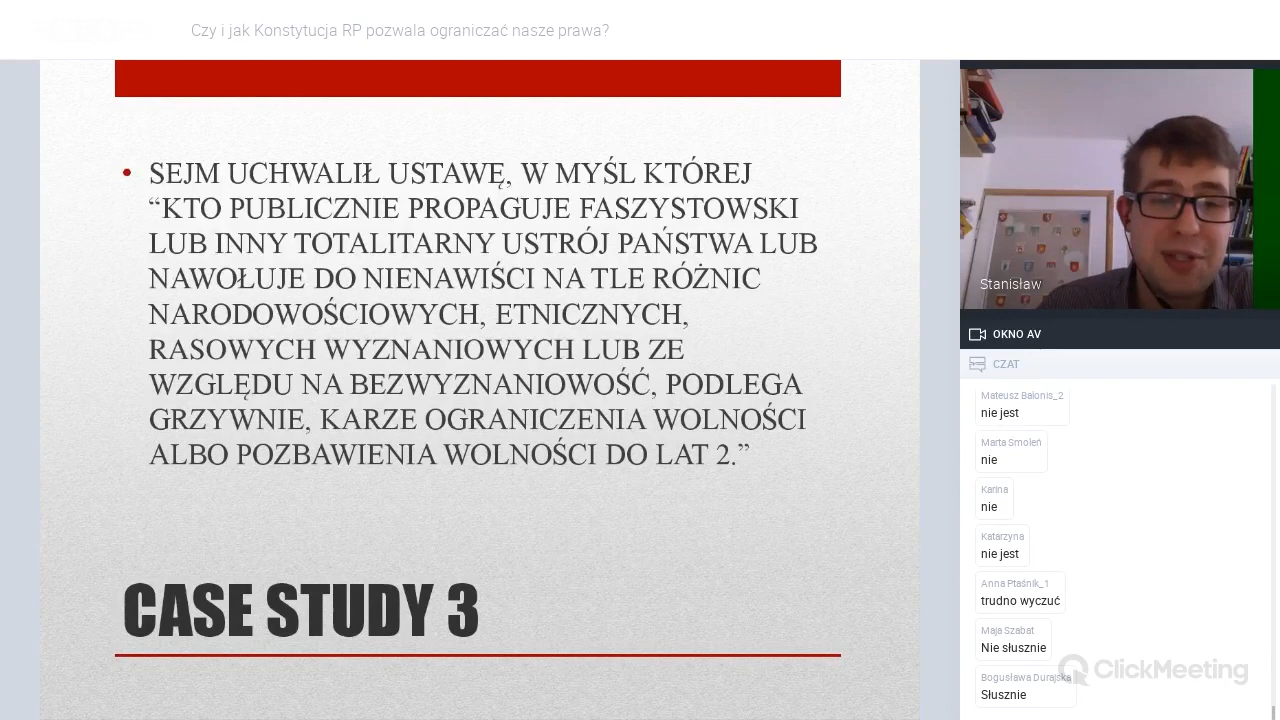 Czy i jak Konstytucja RP pozwala ograniczać nasze prawa?
• SEJM UCHWALIŁ USTAWĘ, W MYŚL KTÓREJ
“KTO PUBLICZNIE PROPAGUJE FASZYSTOWSKI
LUB INNY TOTALITARNY USTRÓJ PAŃSTWA LUB
NAWOŁUJE DO NIENAWIŚCI NA TLE RÓŻNIC
NARODOWOŚCIOWYCH, ETNICZNYCH,
RASOWYCH WYZNANIOWYCH LUB ZE
WZGLĘDU NA BEZWYZNANIOWOŚĆ, PODLEGA
GRZYWNIE, KARZE OGRANICZENIA WOLNOŚCI
ALBO POZBAWIENIA WOLNOŚCI DO LAT 2.”
CASE STUDY 3
Stanisław
OKNO AV
CZAT
Mateusz Balonis_2
nie jest
Marta Smoleń
nie
Karina
nie
Katarzyna
nie jest
Anna Ptaśnik_1
trudno wyczuć
Maja Szabat
Nie słusznie
Bogusława Durajska
Słusznie
ClickMeeting